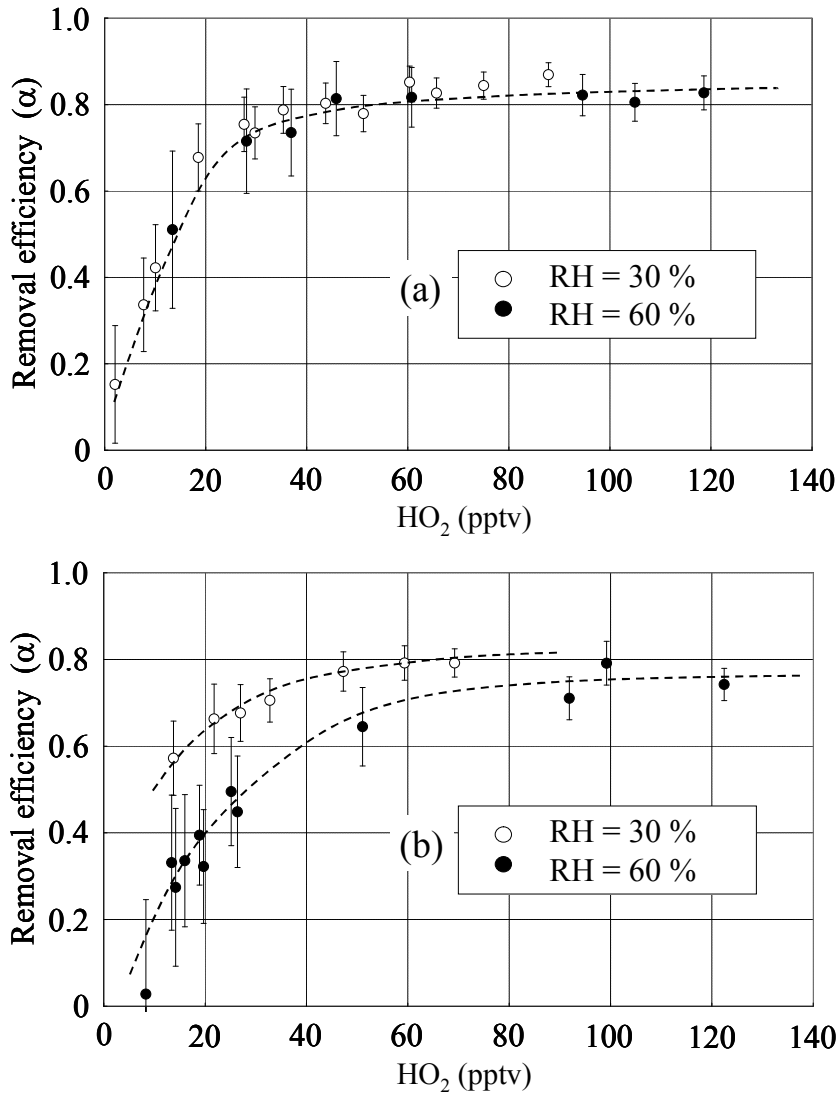 1.0
0.8
0.6
0.4
0.2
0
Removal efficiency (α)
(a)
RH = 30 %
RH = 60 %
0 20 40 60 80 100 120 140
HO₂ (pptv)
1.0
0.8
0.6
0.4
0.2
0
Removal efficiency (α)
(b)
RH = 30 %
RH = 60 %
0 20 40 60 80 100 120 140
HO₂ (pptv)